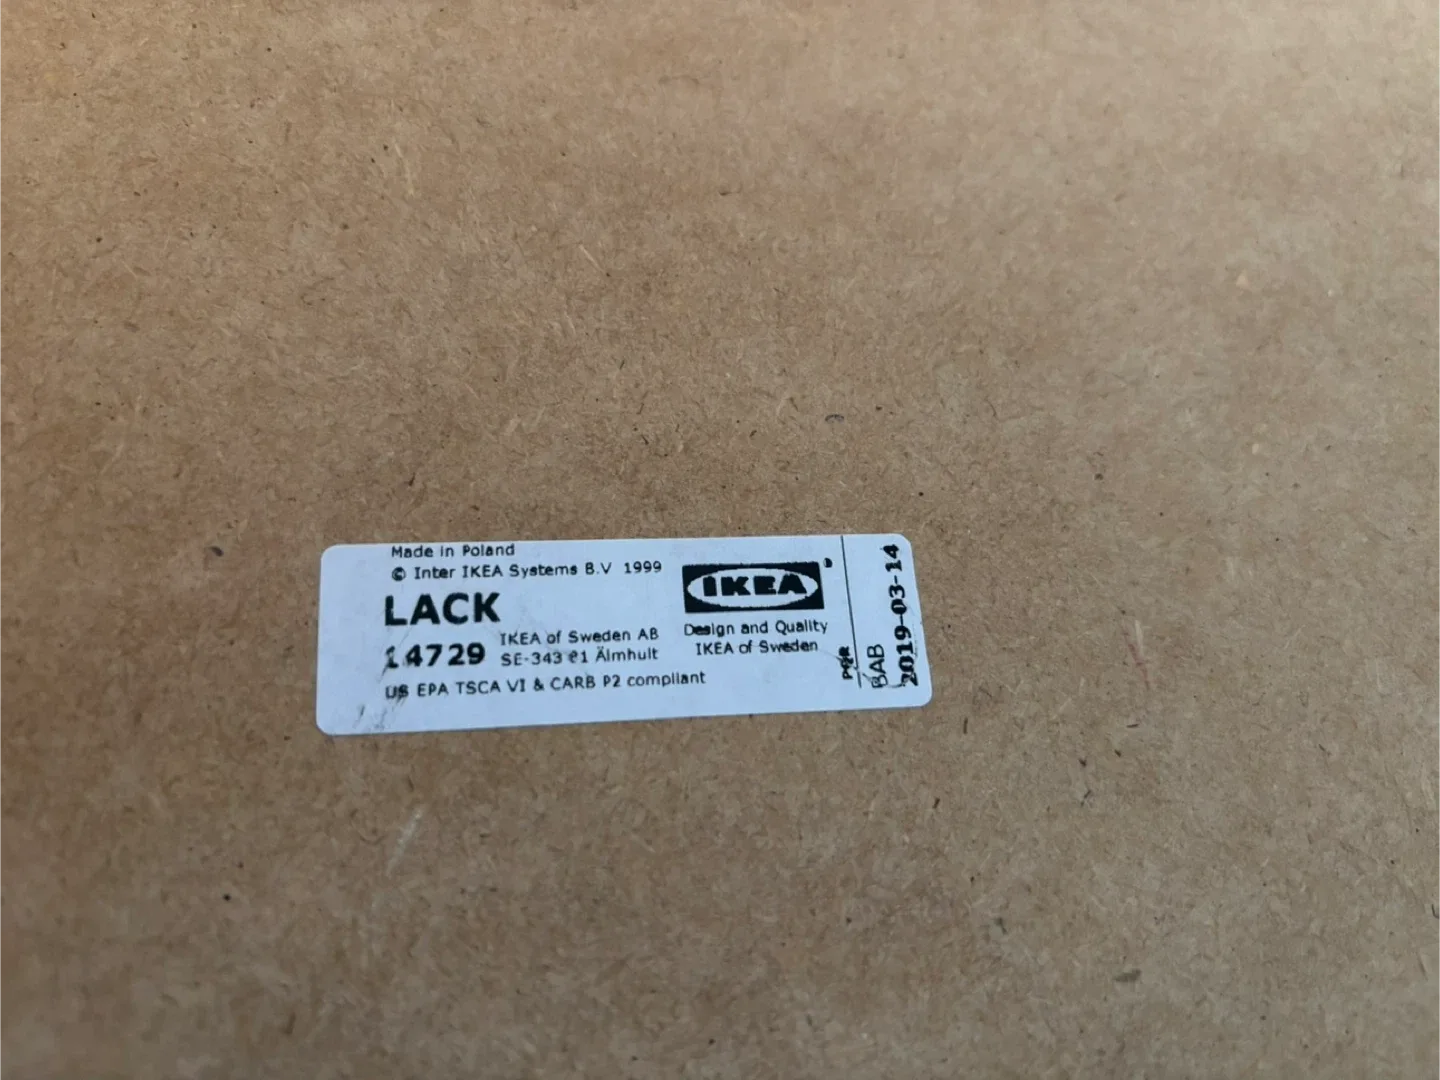 Made in Poland
© Inter IKEA Systems B.V 1999
LACK
14729
IKEA of Sweden AB
SE-343 81 Älmhult
US EPA TSCA VI & CARB P2 compliant
IKEA
Design and Quality
IKEA of Sweden
BAB
2019-03-14